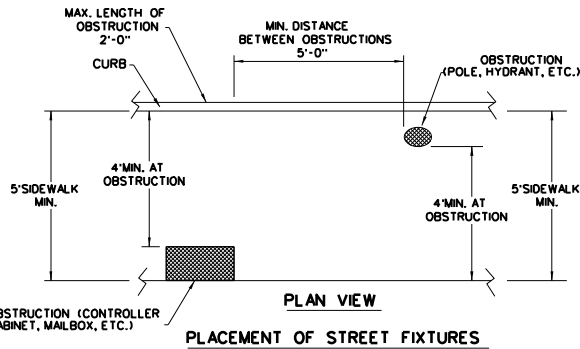 MAX. LENGTH OF
OBSTRUCTION
2'-0"
CURB
MIN. DISTANCE
BETWEEN OBSTRUCTIONS
5'-0"
OBSTRUCTION
(POLE, HYDRANT, ETC.)
5'SIDEWALK
MIN.
4'MIN. AT
OBSTRUCTION
4'MIN. AT
OBSTRUCTION
5'SIDEWALK
MIN.
OBSTRUCTION (CONTROLLER
CABINET, MAILBOX, ETC.)
PLAN VIEW
PLACEMENT OF STREET FIXTURES